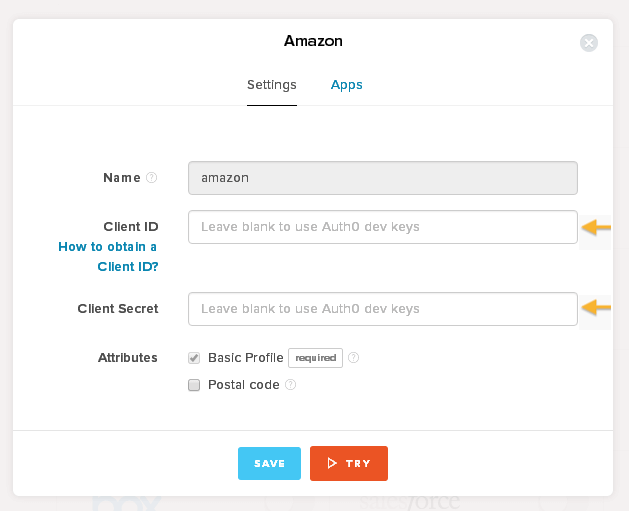 Amazon
Settings Apps
Name ?
amazon
Client ID
Leave blank to use Auth0 dev keys
How to obtain a
Client ID?
Client Secret
Leave blank to use Auth0 dev keys
Attributes
Basic Profile required ?
Postal code ?
SAVE TRY
salesforce